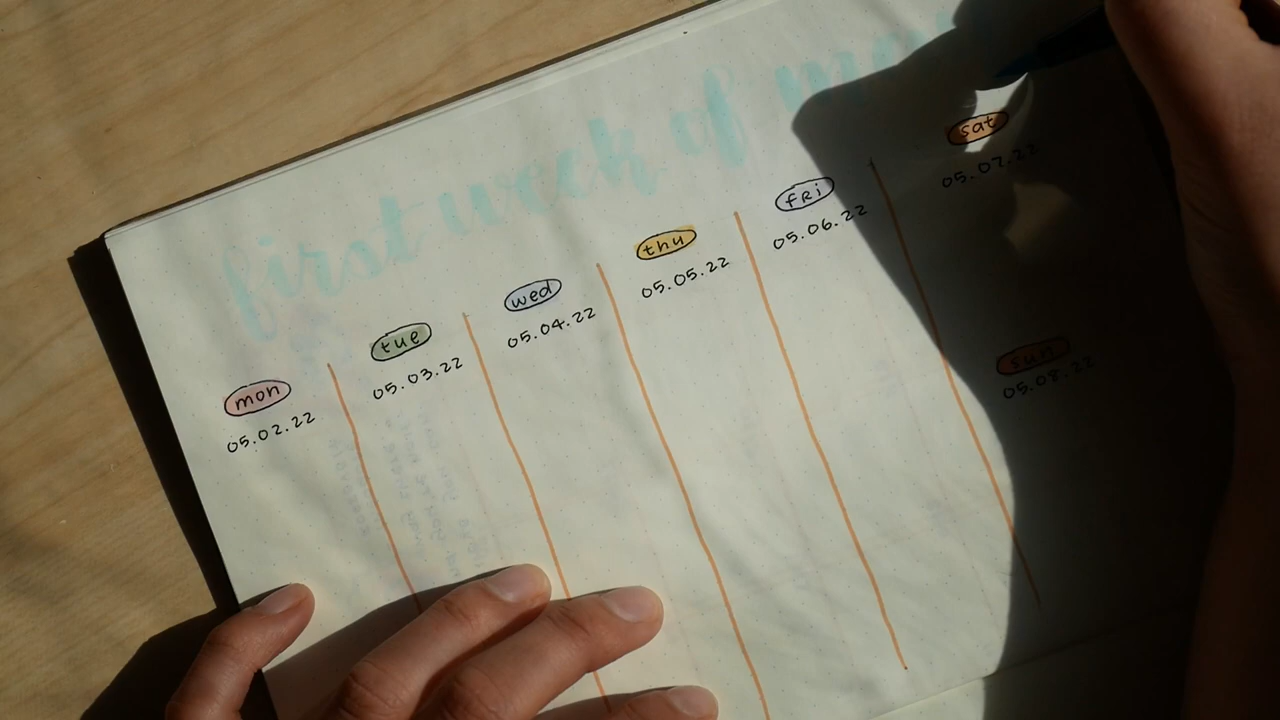 first week of
mon
05.02.22
tue
05.03.22
wed
05.04.22
thu
05.05.22
fRi
05.06.22
sat
05.07.22
sun
05.08.22